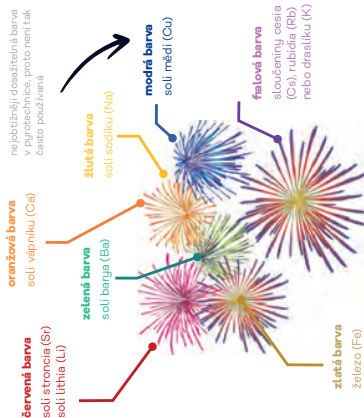 červená barva
soli stroncia (Sr)
soli lithia (Li)
oranžová barva
soli vápníku (Ca)
zelená barva
soli barya (Ba)
žlutá barva
soli sodíku (Na)
nejobtížněji dosažitelná barva
v pyrotechnice, proto není tak
často používaná
modrá barva
soli mědi (Cu)
zlatá barva
železo (Fe)
fialová barva
sloučeniny cesia
(Cs), rubidia (Rb)
nebo draslíku (K)